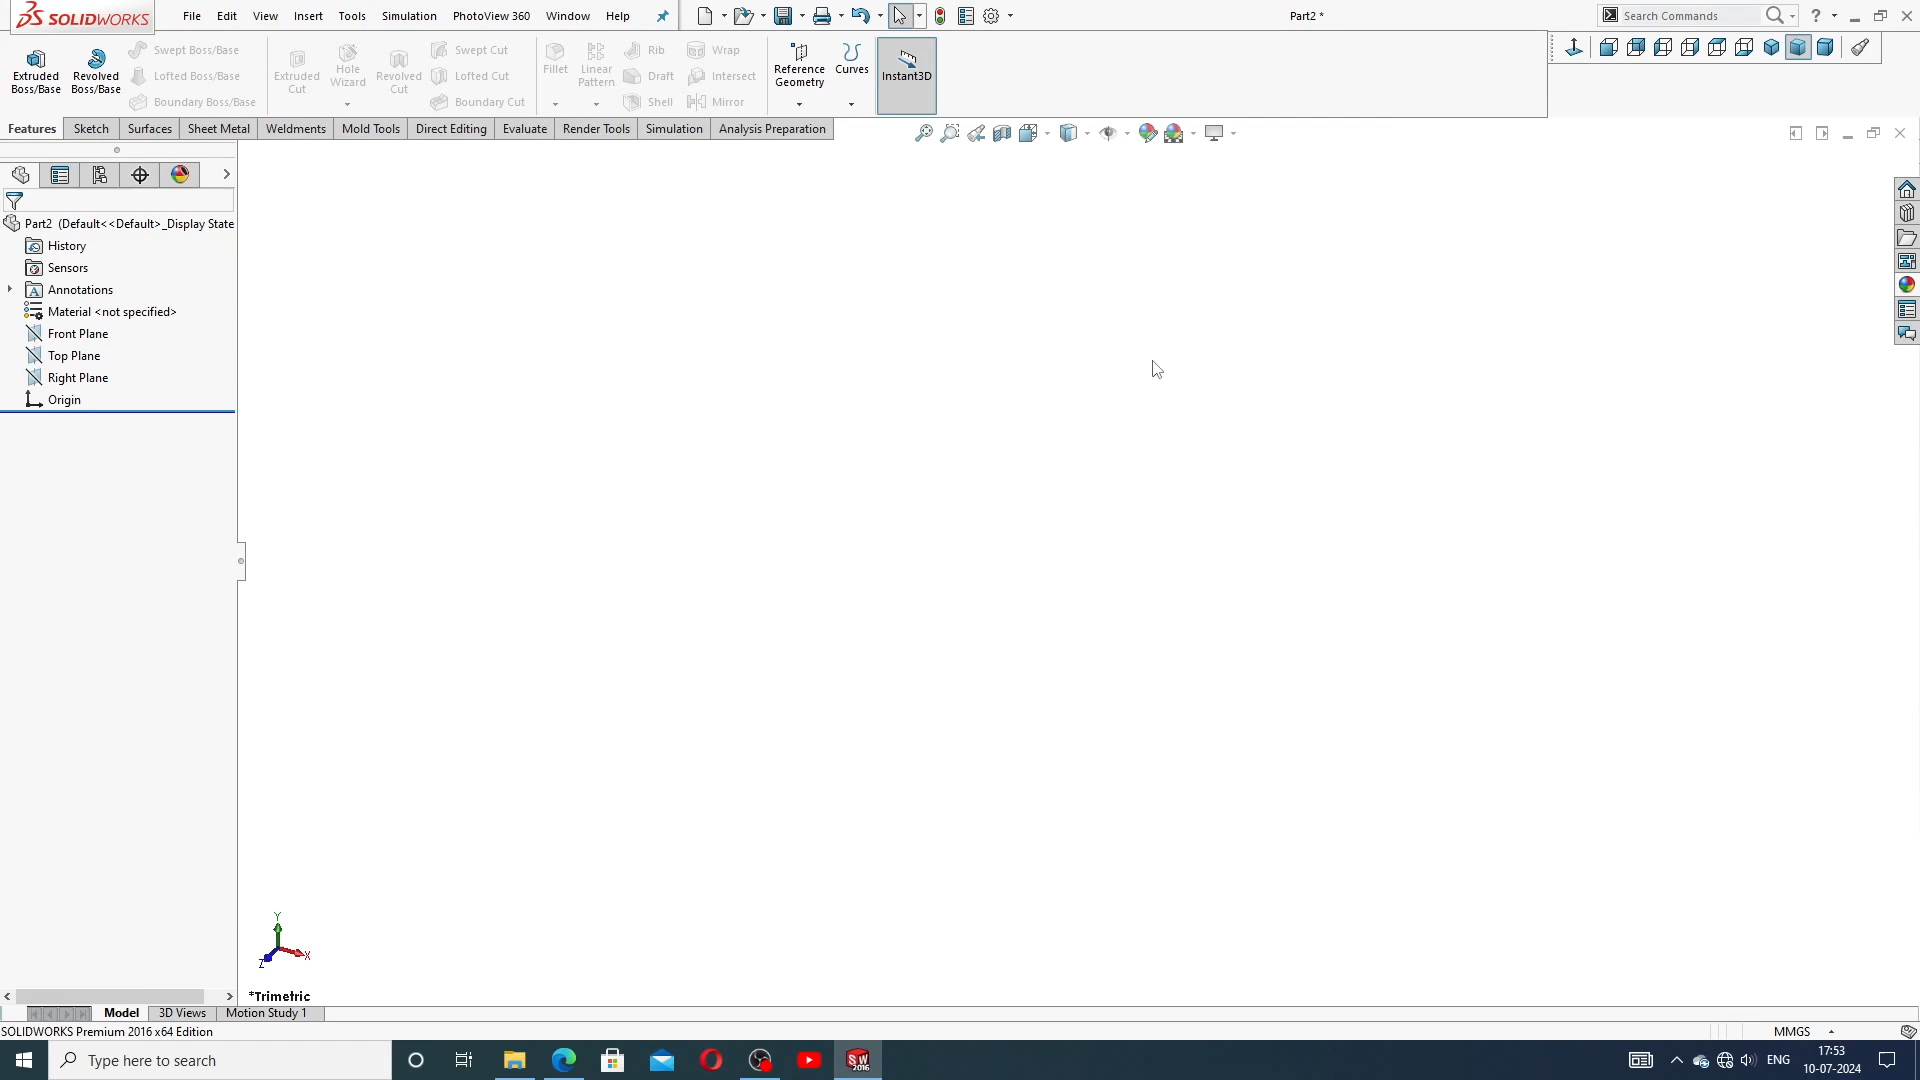 SOLIDWORKS File Edit View Insert Tools Simulation PhotoView 360 Window Help Part2 * Search Commands ?
Extruded Boss/Base
Revolved Boss/Base
Swept Boss/Base
Lofted Boss/Base
Boundary Boss/Base
Extruded Cut
Hole Wizard
Revolved Cut
Swept Cut
Lofted Cut
Boundary Cut
Fillet
Linear Pattern
Rib
Draft
Shell
Wrap
Intersect
Mirror
Reference Geometry
Curves
Instant3D
Features Sketch Surfaces Sheet Metal Weldments Mold Tools Direct Editing Evaluate Render Tools Simulation Analysis Preparation
Part2 (Default<<Default>_Display State
History
Sensors
Annotations
Material <not specified>
Front Plane
Top Plane
Right Plane
Origin
Y
X
Z
*Trimetric
Model 3D Views Motion Study 1
SOLIDWORKS Premium 2016 x64 Edition MMGS
Type here to search
SW 2016
ENG
17:53
10-07-2024